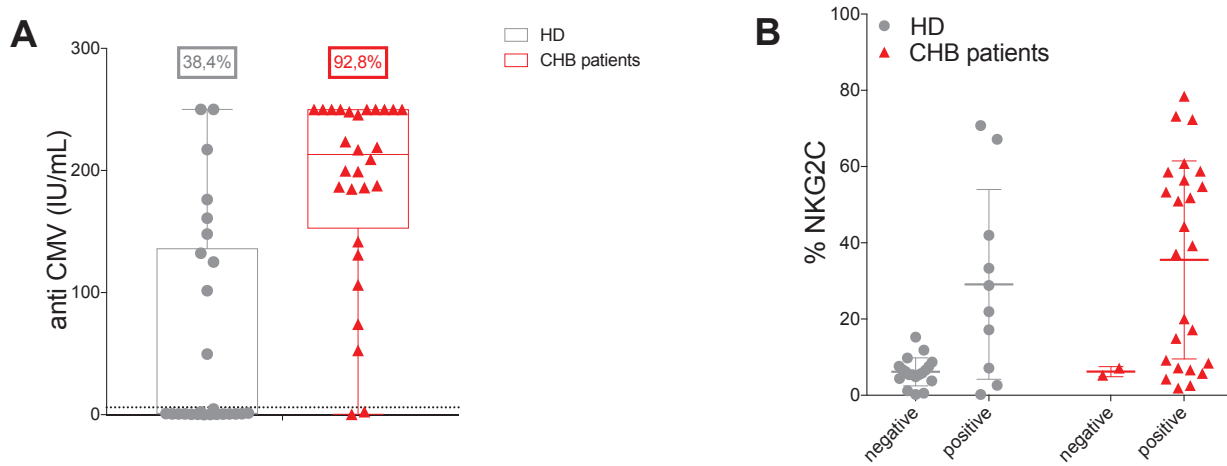 A
anti CMV (IU/mL)
300
200
100
0
38,4%
92,8%
HD
CHB patients
B
% NKG2C
100
80
60
40
20
0
HD
CHB patients
negative
positive
negative
positive